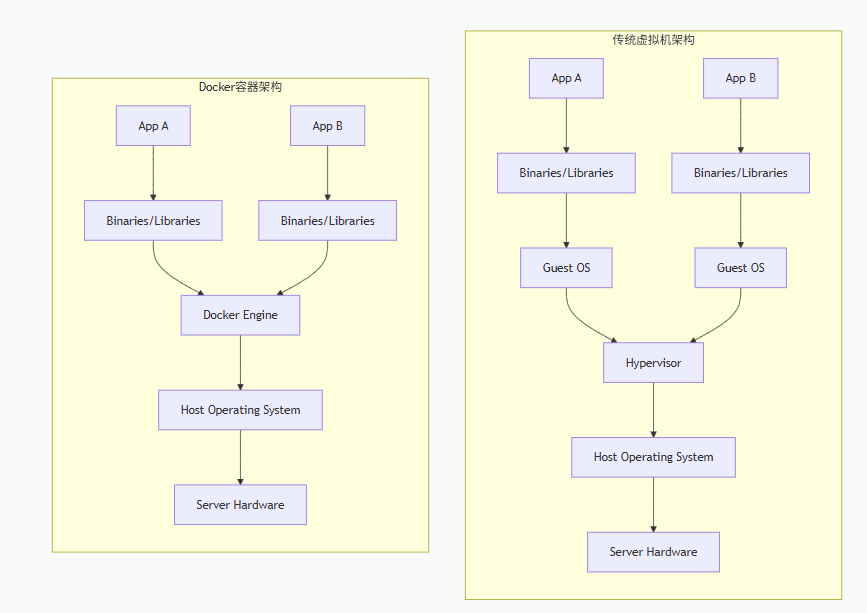 Docker容器架构
App A
App B
Binaries/Libraries
Binaries/Libraries
Docker Engine
Host Operating System
Server Hardware
传统虚拟机架构
App A
App B
Binaries/Libraries
Binaries/Libraries
Guest OS
Guest OS
Hypervisor
Host Operating System
Server Hardware